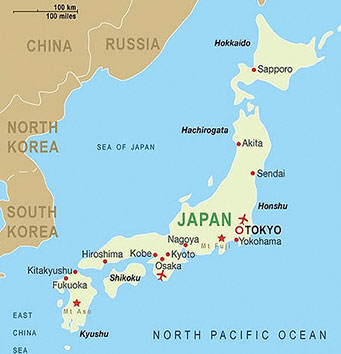 100 km
100 miles
CHINA
RUSSIA
Hokkaido
Sapporo
NORTH
KOREA
SEA OF JAPAN
Hachirogata
Akita
Sendai
SOUTH
KOREA
JAPAN
Honshu
TOKYO
Yokohama
Nagoya
Mt Fuji
Hiroshima
Kobe
Kyoto
Osaka
Kitakyushu
Fukuoka
Shikoku
Mt Aso
Kyushu
EAST
CHINA
SEA
NORTH PACIFIC OCEAN